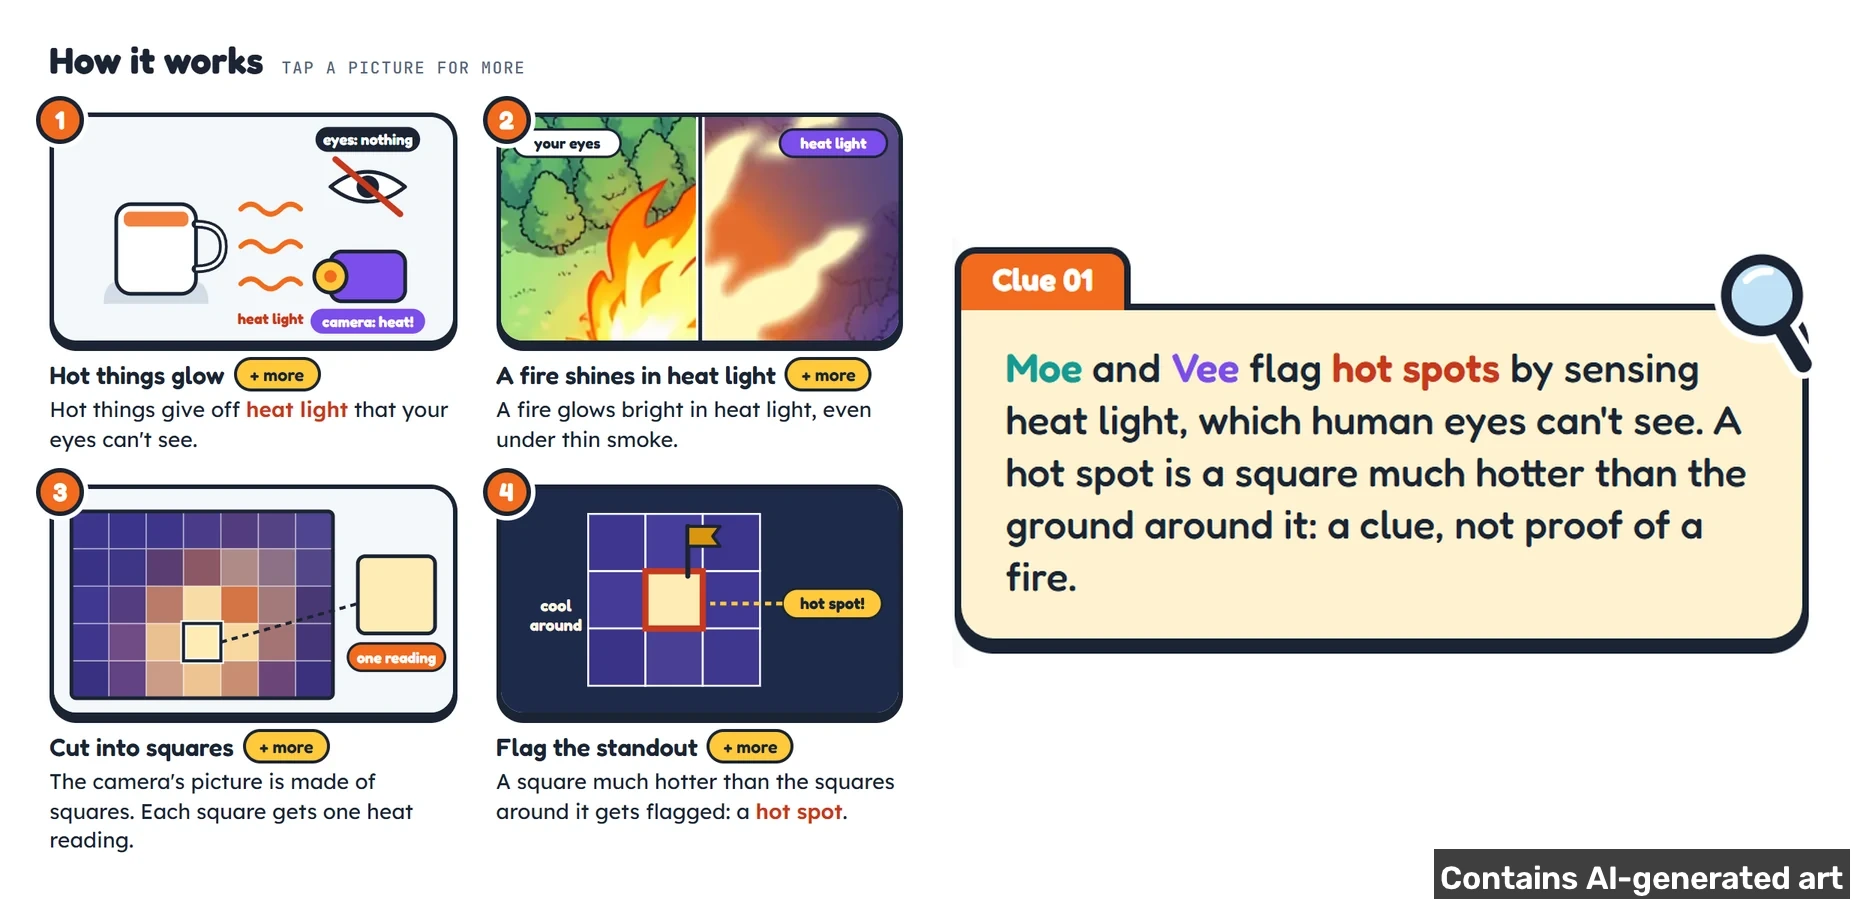 How it works
TAP A PICTURE FOR MORE
1
eyes: nothing
heat light
camera: heat!
Hot things glow
+ more
Hot things give off heat light that your
eyes can't see.
2
your eyes
heat light
A fire shines in heat light
+ more
A fire glows bright in heat light, even
under thin smoke.
3
one reading
Cut into squares
+ more
The camera's picture is made of
squares. Each square gets one heat
reading.
4
cool
around
hot spot!
Flag the standout
+ more
A square much hotter than the squares
around it gets flagged: a hot spot.
Clue 01
Moe and Vee flag hot spots by sensing
heat light, which human eyes can't see. A
hot spot is a square much hotter than the
ground around it: a clue, not proof of a
fire.
Contains AI-generated art